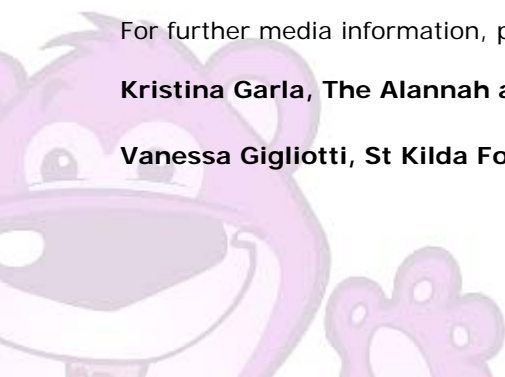 For further media information, p
Kristina Garla, The Alannah a
Vanessa Gigliotti, St Kilda Fo